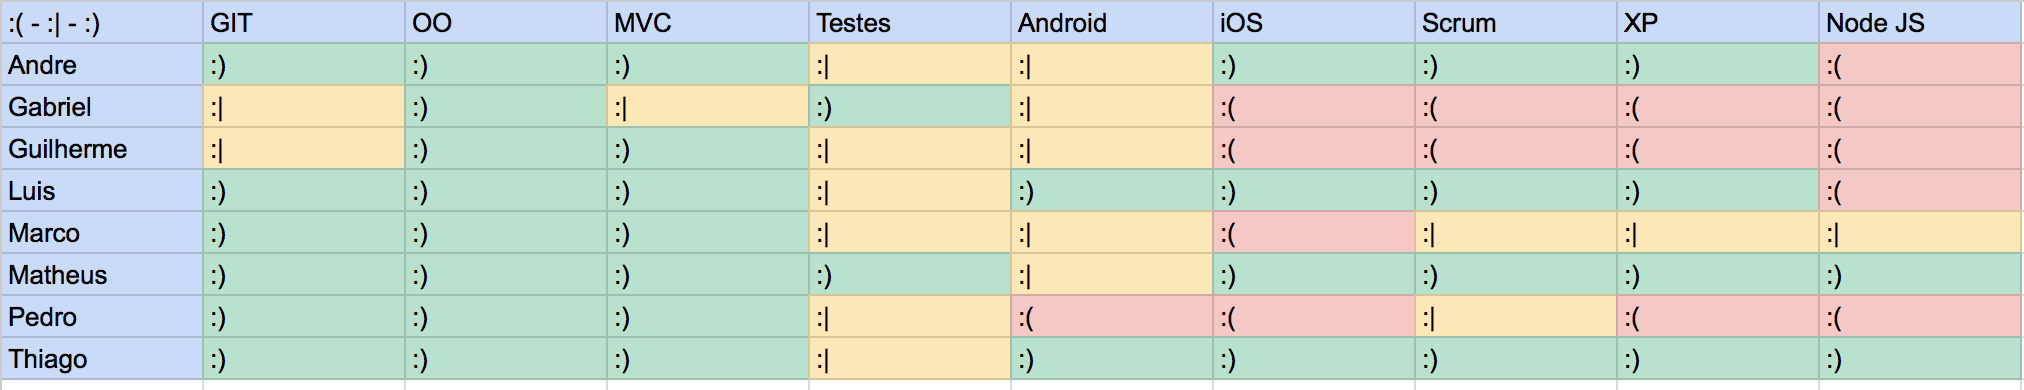 :( - :| - :) GIT OO MVC Testes Android iOS Scrum XP Node JS
Andre :) :) :) :| :| :) :) :) :(
Gabriel :| :) :| :) :| :( :( :( :(
Guilherme :| :) :) :| :| :( :( :( :(
Luis :) :) :) :| :) :) :) :) :(
Marco :) :) :) :| :| :( :| :| :|
Matheus :) :) :) :) :| :) :) :) :)
Pedro :) :) :) :| :( :( :| :( :(
Thiago :) :) :) :| :) :) :) :) :)